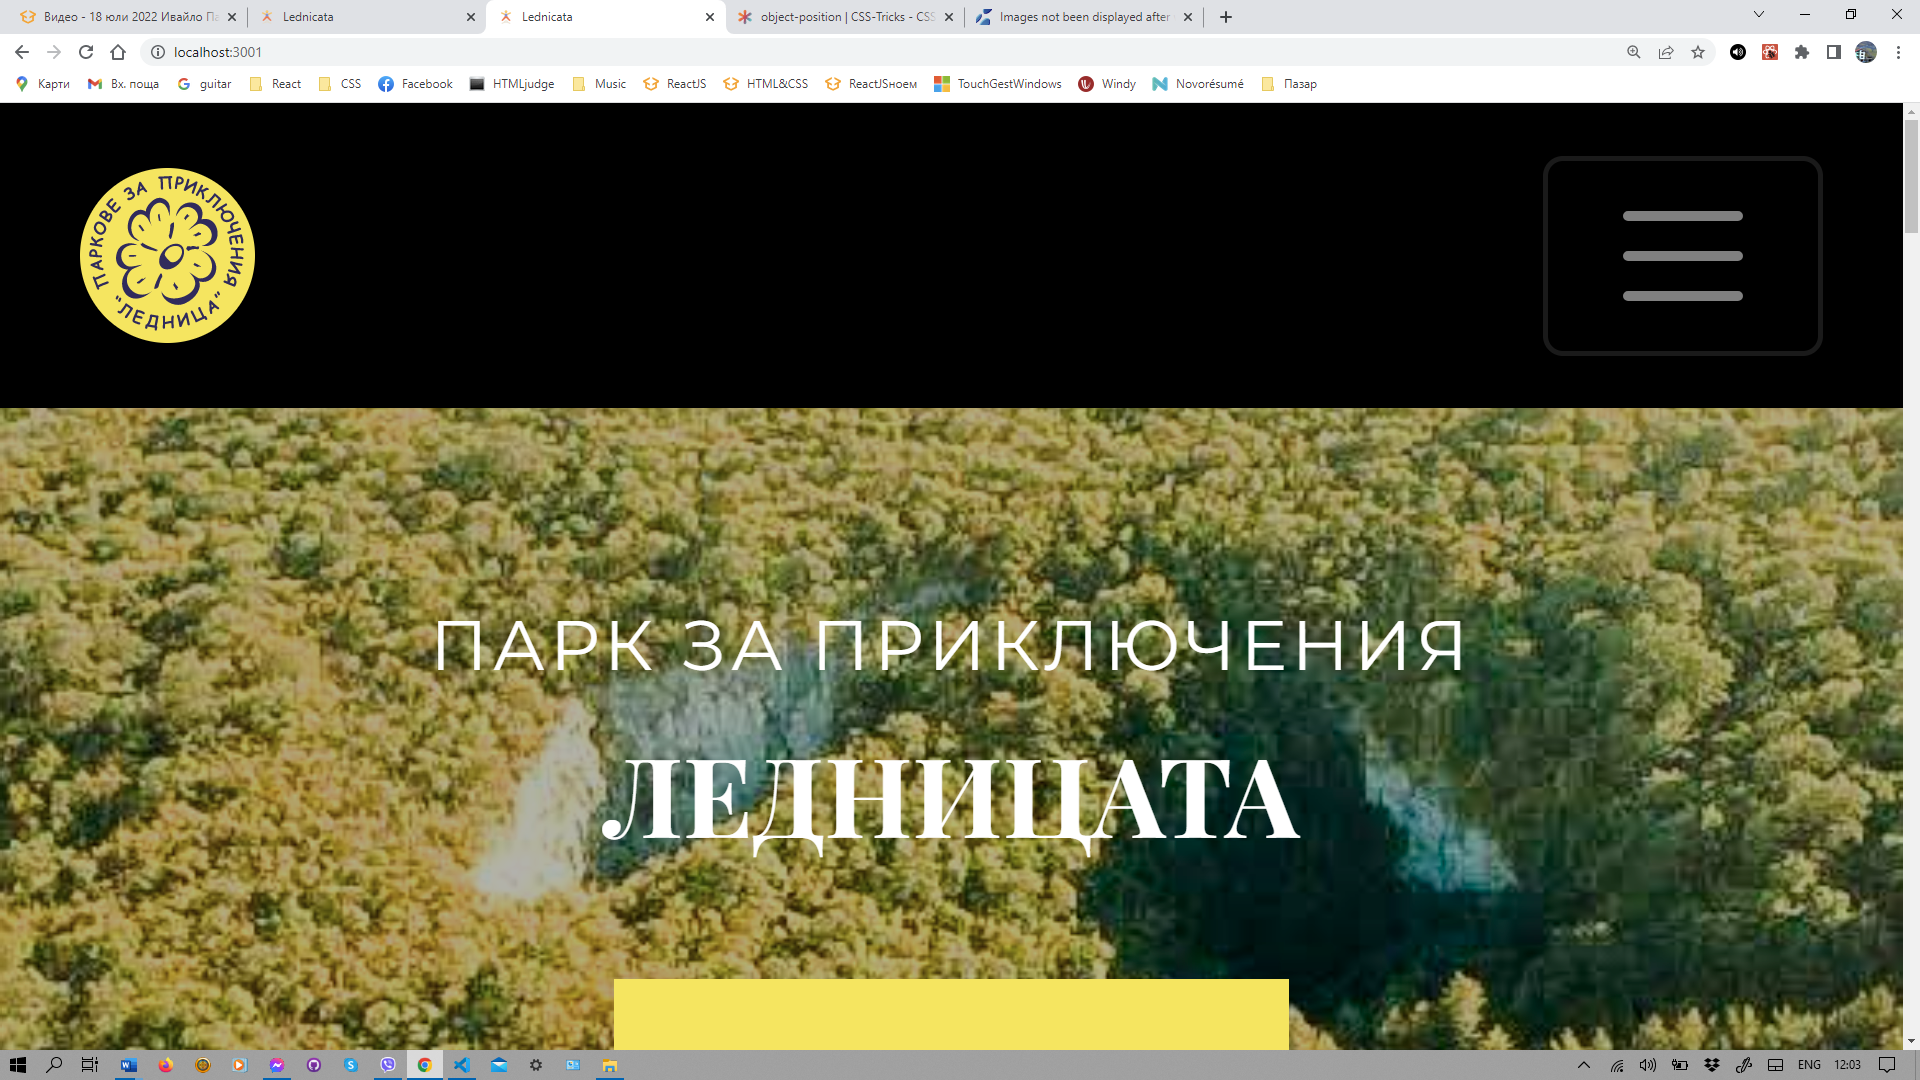 Видео - 18 юли 2022 Ивайло Па
Lednicata
Lednicata
object-position | CSS-Tricks - CSS
Images not been displayed after
localhost:3001
Карти
Вх. поща
guitar
React
CSS
Facebook
HTMLjudge
Music
ReactJS
HTML&CSS
ReactJSноем
TouchGestWindows
Windy
Novorésumé
Пазар
ПАРКОВЕ ЗА ПРИКЛЮЧЕНИЯ
"ЛЕДНИЦА"
ПАРК ЗА ПРИКЛЮЧЕНИЯ
ЛЕДНИЦАТА
ENG
12:03